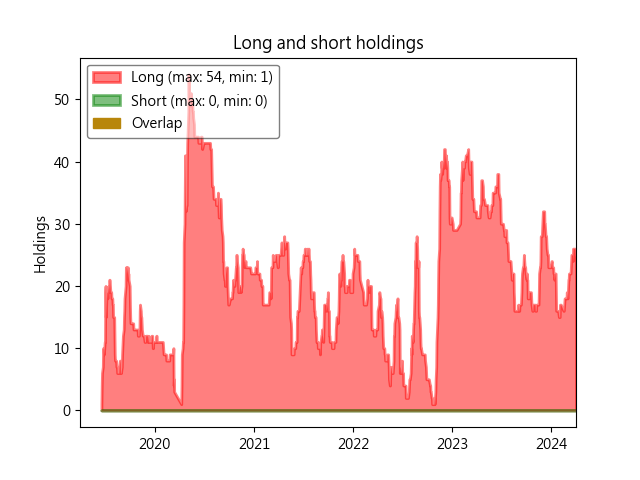 Long and short holdings
Long (max: 54, min: 1)
Short (max: 0, min: 0)
Overlap
Holdings
50
40
30
20
10
0
2020 2021 2022 2023 2024